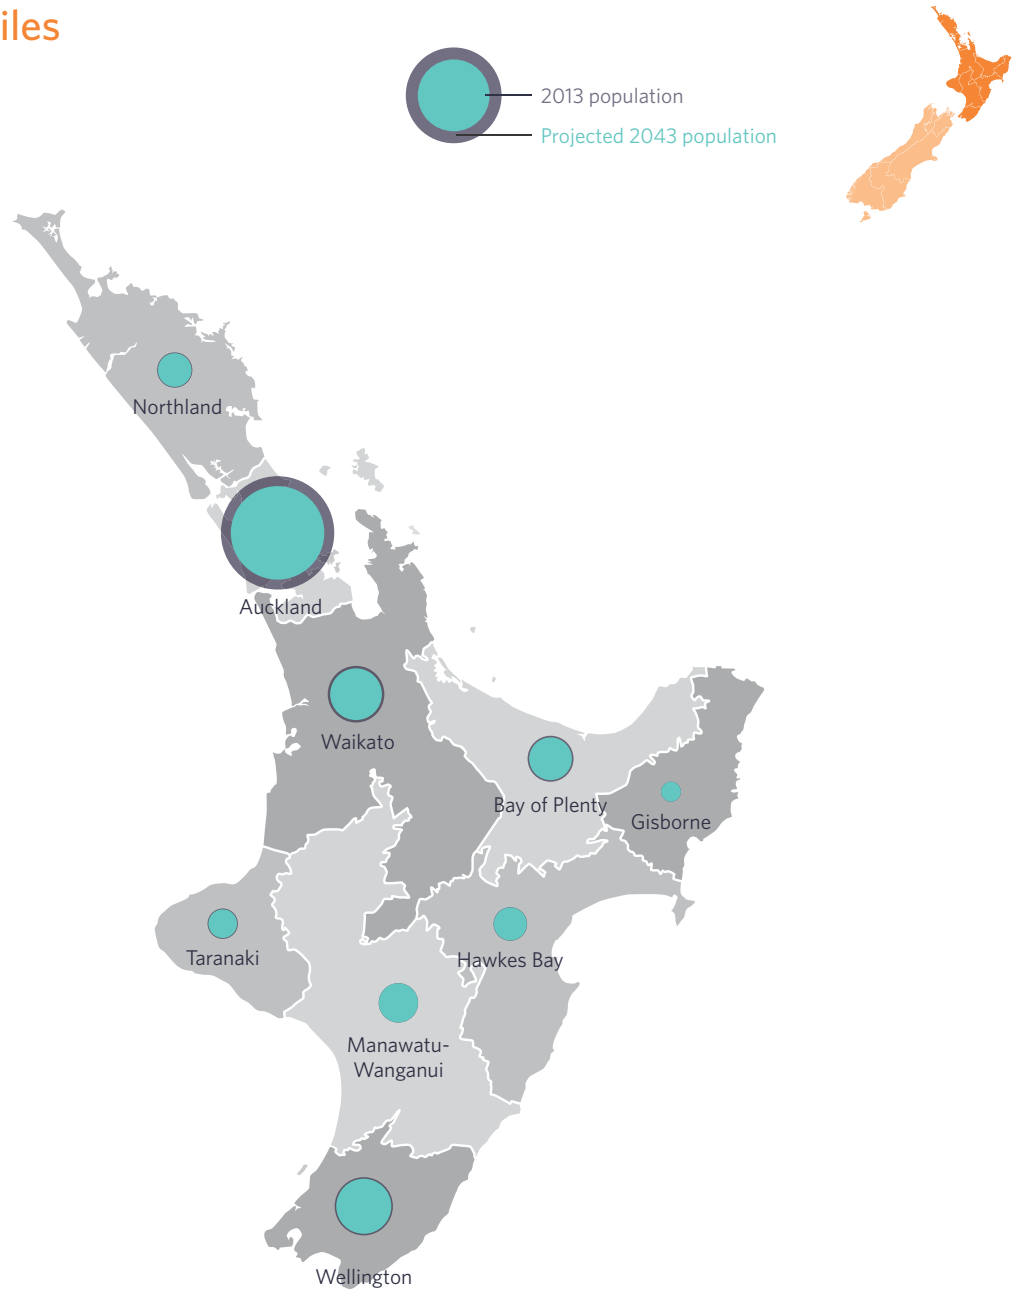 iles
2013 population
Projected 2043 population
Northland
Auckland
Waikato
Bay of Plenty
Gisborne
Taranaki
Hawkes Bay
Manawatu-
Wanganui
Wellington